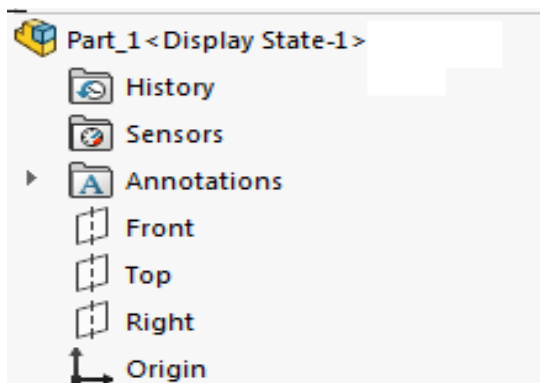 Part_1<Display State-1>
History
Sensors
A Annotations
Front
Top
Right
Origin